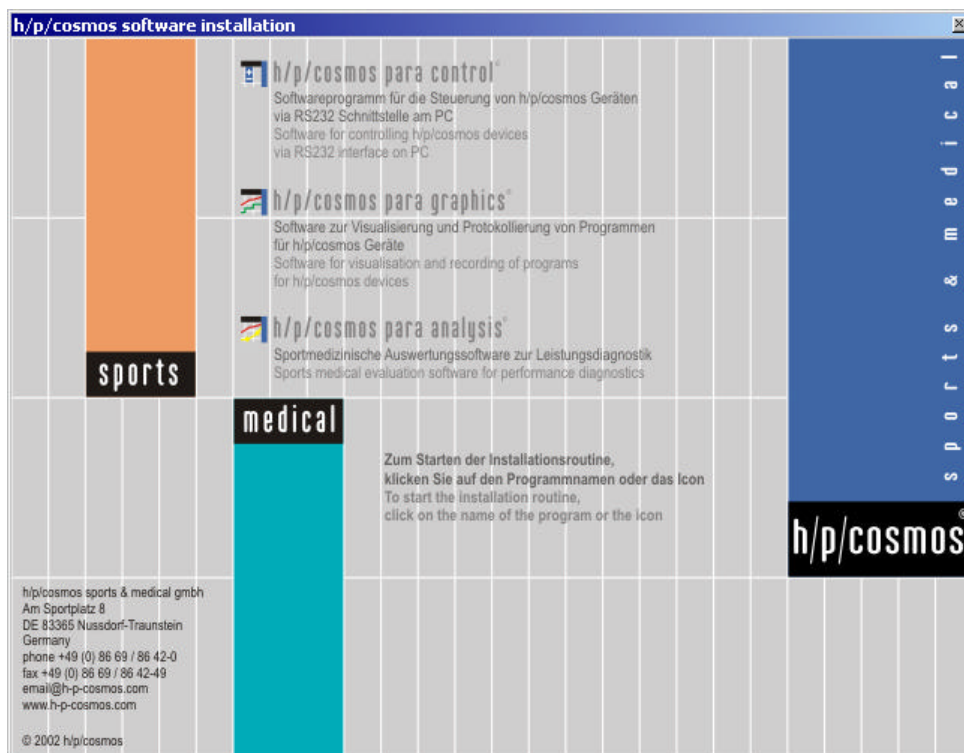 h/p/cosmos software installation
h/p/cosmos para control®
Softwareprogramm für die Steuerung von h/p/cosmos Geräten
via RS232 Schnittstelle am PC
Software for controlling h/p/cosmos devices
via RS232 interface on PC
h/p/cosmos para graphics®
Software zur Visualisierung und Protokollierung von Programmen
für h/p/cosmos Geräte
Software for visualisation and recording of programs
for h/p/cosmos devices
h/p/cosmos para analysis®
Sportmedizinische Auswertungssoftware zur Leistungsdiagnostik
Sports medical evaluation software for performance diagnostics
sports
medical
Zum Starten der Installationsroutine,
klicken Sie auf den Programmnamen oder das Icon
To start the installation routine,
click on the name of the program or the icon
sports & medical
h/p/cosmos®
h/p/cosmos sports & medical gmbh
Am Sportplatz 8
DE 83365 Nussdorf-Traunstein
Germany
phone +49 (0) 86 69 / 86 42-0
fax +49 (0) 86 69 / 86 42-49
email@h-p-cosmos.com
www.h-p-cosmos.com
© 2002 h/p/cosmos